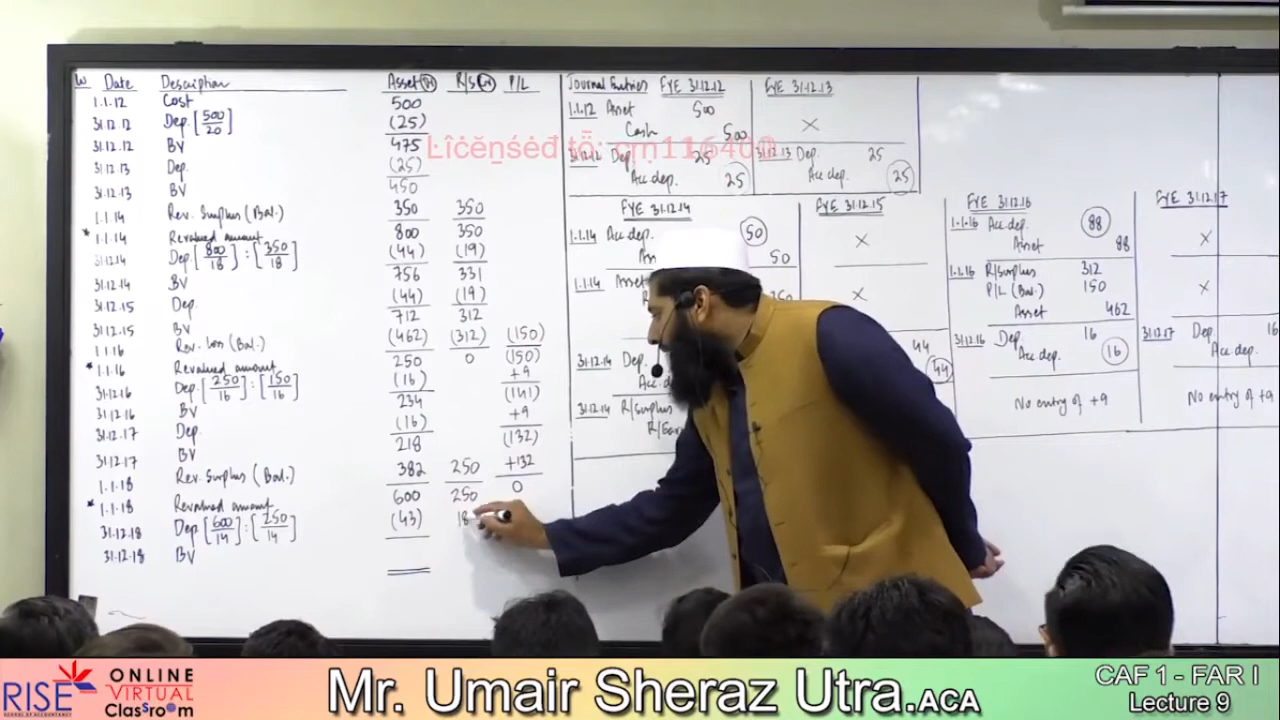 W Date Description Asset(Dr) R/S(Cr) P/L
1.1.12 Cost 500
31.12.12 Dep. [500/20] (25)
31.12.12 BV 475
31.12.13 Dep. (25)
31.12.13 BV 450
1.1.14 Rev. Surplus (Bal.) 350 350
* 1.1.14 Revalued amount 800 350
31.12.14 Dep [800/18] : [350/18] (44) (19)
31.12.14 BV 756 331
31.12.15 Dep. (44) (19)
31.12.15 BV 712 312
1.1.16 Rev. Loss (Bal.) (462) (312) (150)
* 1.1.16 Revalued amount 250 0 (150)
31.12.16 Dep [250/16] : [150/16] (16) +9
31.12.16 BV 234 (141)
31.12.17 Dep. (16) +9
31.12.17 BV 218 (132)
1.1.18 Rev. Surplus (Bal.) 382 250 +132
* 1.1.18 Revalued amount 600 250 0
31.12.18 Dep [600/14] : [250/14] (43) 18
31.12.18 BV
Journal Entries FYE 31.12.12
1.1.12 Asset 500
Cash 500
31.12.12 Dep 25
Acc dep. 25
FYE 31.12.13
X
31.12.13 Dep. 25
Acc dep. 25
FYE 31.12.14
1.1.14 Acc dep. 50
50
1.1.14 Asset
31.12.14 Dep. 44
44
31.12.14 R/Surplus
FYE 31.12.15
X
X
FYE 31.12.16
1.1.16 Acc dep. 88
Asset 88
1.1.16 R/Surplus 312
P/L (Bal.) 150
Asset 462
31.12.16 Dep. 16
Acc dep. 16
No entry of +9
FYE 31.12.17
X
X
31.12.17 Dep. 16
Acc dep.
No entry of +9
Lîċëņśëđ tō: cm116400
RISE
SCHOOL OF ACCOUNTANCY
ONLINE
VIRTUAL
Classroom
Mr. Umair Sheraz Utra.ACA
CAF 1 - FAR I
Lecture 9